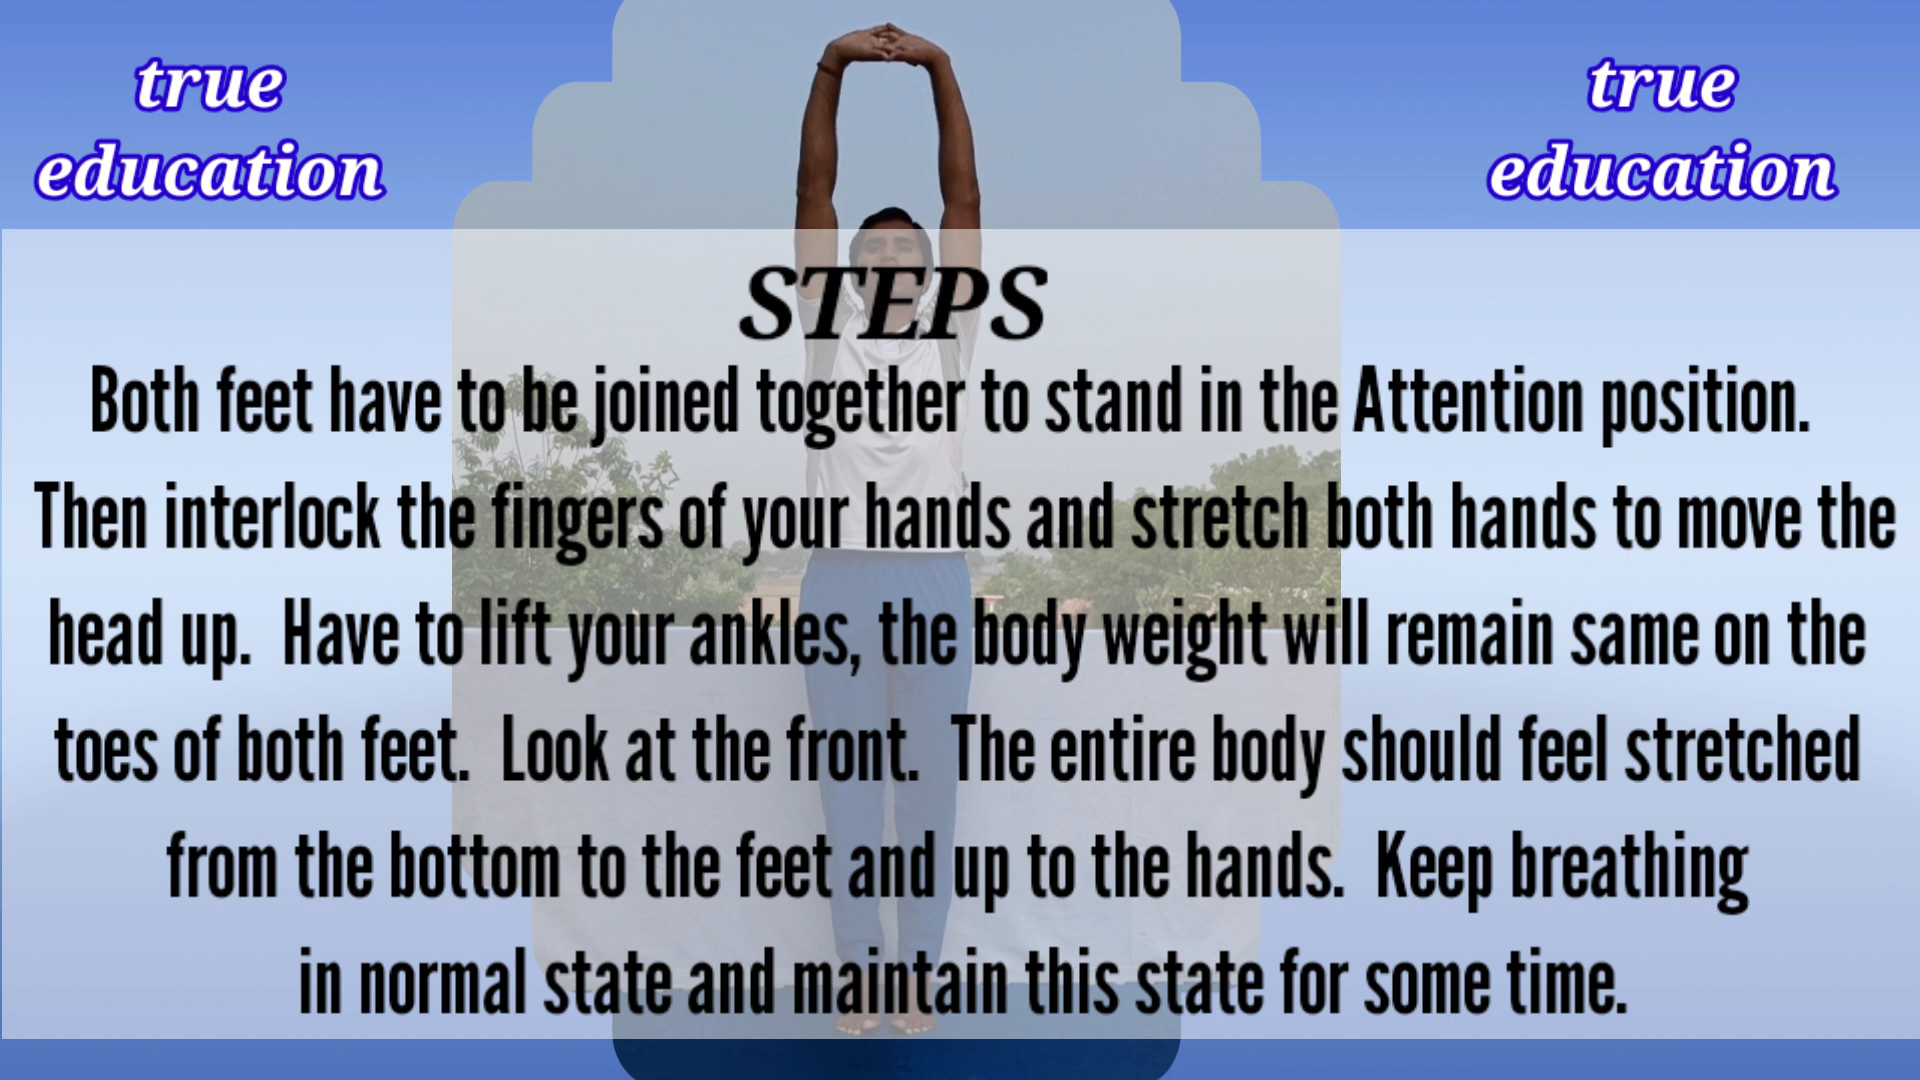 true
education
true
education
STEPS
Both feet have to be joined together to stand in the Attention position.
Then interlock the fingers of your hands and stretch both hands to move the
head up.  Have to lift your ankles, the body weight will remain same on the
toes of both feet.  Look at the front.  The entire body should feel stretched
from the bottom to the feet and up to the hands.  Keep breathing
in normal state and maintain this state for some time.